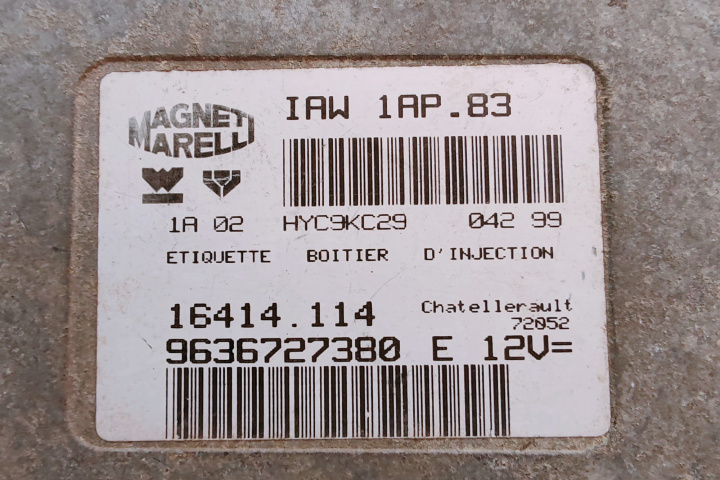 MAGNETI
MARELLI
IAW 1AP.83
1A 02 HYC9KC29 042 99
ETIQUETTE BOITIER D'INJECTION
16414.114 Chatellerault
72052
9636727380 E 12V=